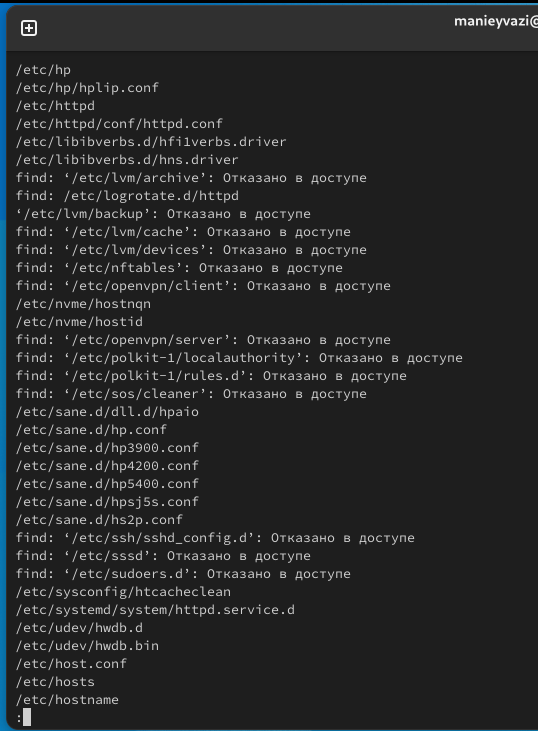 manieyvazi@
/etc/hp
/etc/hp/hplip.conf
/etc/httpd
/etc/httpd/conf/httpd.conf
/etc/libibverbs.d/hfi1verbs.driver
/etc/libibverbs.d/hns.driver
find: ‘/etc/lvm/archive’: Отказано в доступе
find: /etc/logrotate.d/httpd
‘/etc/lvm/backup’: Отказано в доступе
find: ‘/etc/lvm/cache’: Отказано в доступе
find: ‘/etc/lvm/devices’: Отказано в доступе
find: ‘/etc/nftables’: Отказано в доступе
find: ‘/etc/openvpn/client’: Отказано в доступе
/etc/nvme/hostnqn
/etc/nvme/hostid
find: ‘/etc/openvpn/server’: Отказано в доступе
find: ‘/etc/polkit-1/localauthority’: Отказано в доступе
find: ‘/etc/polkit-1/rules.d’: Отказано в доступе
find: ‘/etc/sos/cleaner’: Отказано в доступе
/etc/sane.d/dll.d/hpaio
/etc/sane.d/hp.conf
/etc/sane.d/hp3900.conf
/etc/sane.d/hp4200.conf
/etc/sane.d/hp5400.conf
/etc/sane.d/hpsj5s.conf
/etc/sane.d/hs2p.conf
find: ‘/etc/ssh/sshd_config.d’: Отказано в доступе
find: ‘/etc/sssd’: Отказано в доступе
find: ‘/etc/sudoers.d’: Отказано в доступе
/etc/sysconfig/htcacheclean
/etc/systemd/system/httpd.service.d
/etc/udev/hwdb.d
/etc/udev/hwdb.bin
/etc/host.conf
/etc/hosts
/etc/hostname
: